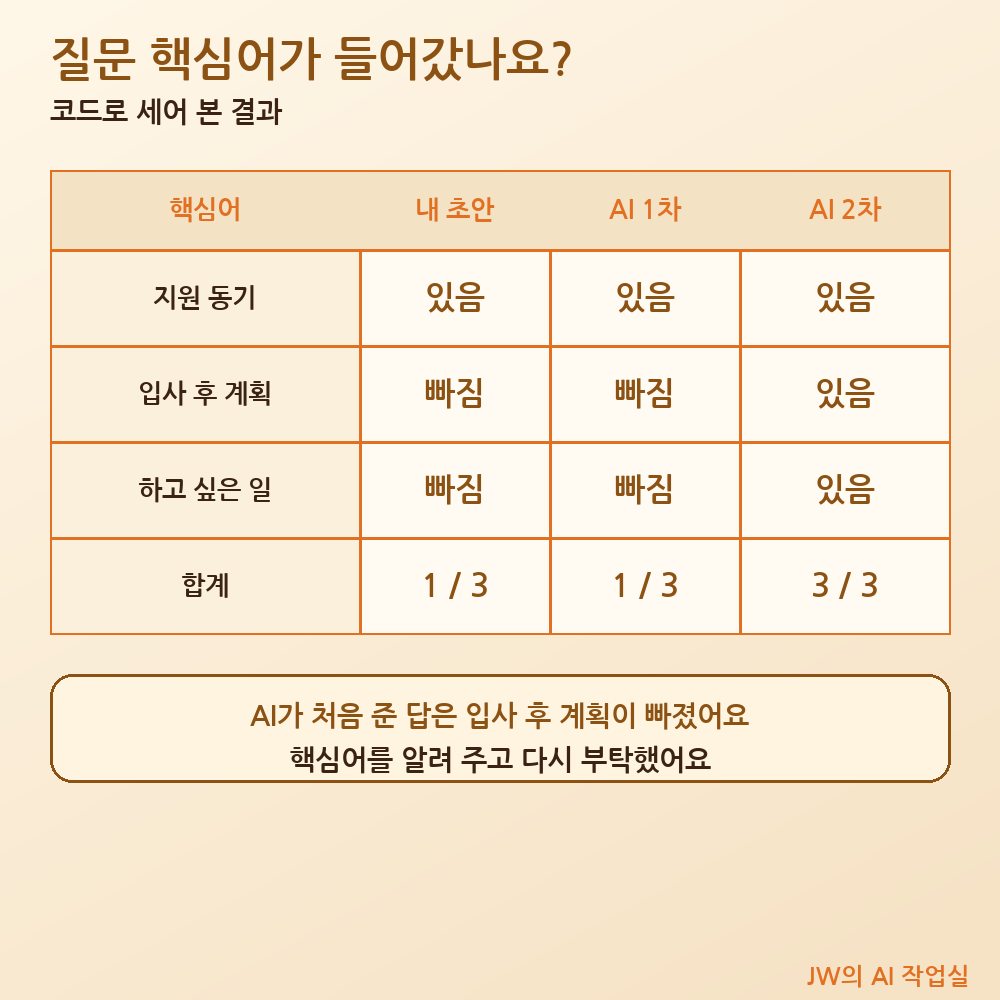 질문 핵심어가 들어갔나요?
코드로 세어 본 결과
핵심어 내 초안 AI 1차 AI 2차
지원 동기 있음 있음 있음
입사 후 계획 빠짐 빠짐 있음
하고 싶은 일 빠짐 빠짐 있음
합계 1 / 3 1 / 3 3 / 3
AI가 처음 준 답은 입사 후 계획이 빠졌어요
핵심어를 알려 주고 다시 부탁했어요
JW의 AI 작업실